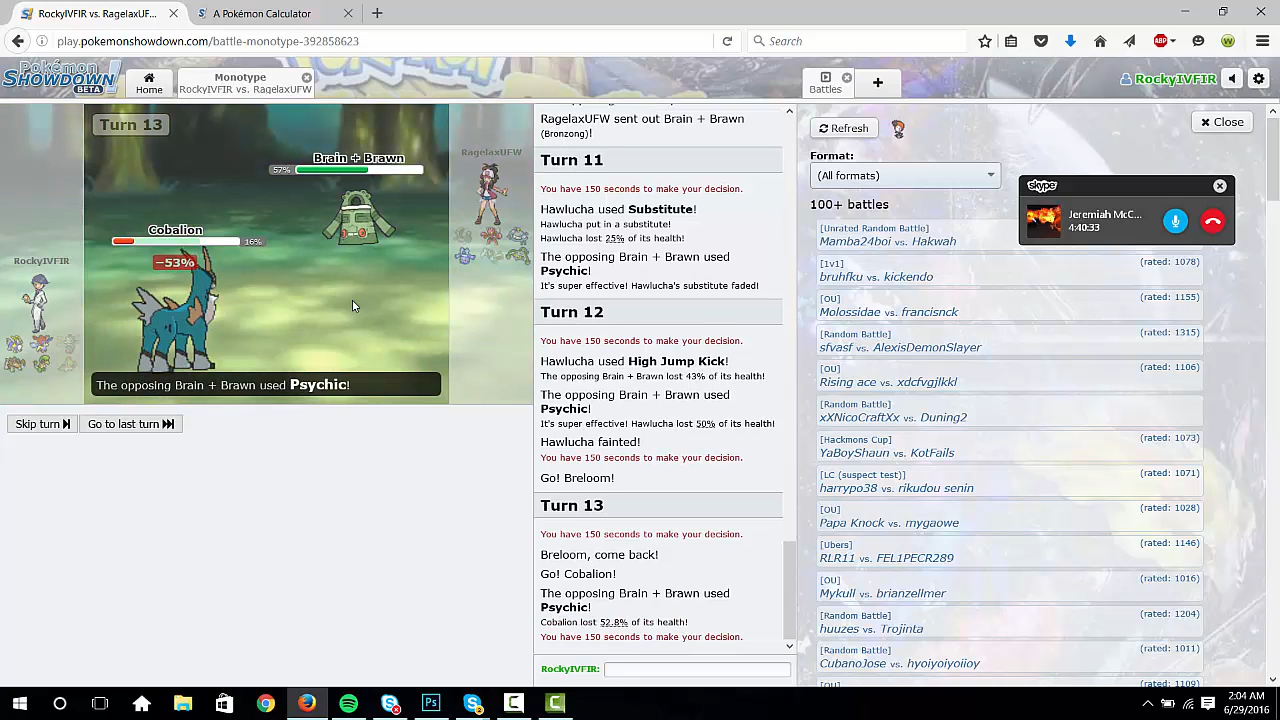 RockyIVFIR vs. RagelaxUF...
A Pokémon Calculator
play.pokemonshowdown.com/battle-monotype-392858623
Search
ABP
Pokémon
Showdown!
BETA
Home
Monotype
RockyIVFIR vs. RagelaxUFW
Battles
RockyIVFIR
Turn 13
Brain + Brawn
57%
RagelaxUFW
Cobalion
16%
−53%
RockyIVFIR
The opposing Brain + Brawn used Psychic!
Skip turn
Go to last turn
RagelaxUFW sent out Brain + Brawn
(Bronzong)!
Turn 11
You have 150 seconds to make your decision.
Hawlucha used Substitute!
Hawlucha put in a substitute!
Hawlucha lost 25% of its health!
The opposing Brain + Brawn used
Psychic!
It's super effective! Hawlucha's substitute faded!
Turn 12
You have 150 seconds to make your decision.
Hawlucha used High Jump Kick!
The opposing Brain + Brawn lost 43% of its health!
The opposing Brain + Brawn used
Psychic!
It's super effective! Hawlucha lost 50% of its health!
Hawlucha fainted!
You have 150 seconds to make your decision.
Go! Breloom!
Turn 13
You have 150 seconds to make your decision.
Breloom, come back!
Go! Cobalion!
The opposing Brain + Brawn used
Psychic!
Cobalion lost 52.8% of its health!
You have 150 seconds to make your decision.
RockyIVFIR:
Refresh
Close
Format:
(All formats)
100+ battles
skype
Jeremiah McC...
4:40:33
[Unrated Random Battle]
Mamba24boi vs. Hakwah
[1v1] (rated: 1078)
bruhfku vs. kickendo
[OU] (rated: 1155)
Molossidae vs. francisnck
[Random Battle] (rated: 1315)
sfvasf vs. AlexisDemonSlayer
[OU] (rated: 1106)
Rising ace vs. xdcfvgjlkkl
[Random Battle]
xXNicoCraftXx vs. Duning2
[Hackmons Cup] (rated: 1073)
YaBoyShaun vs. KotFails
[LC (suspect test)] (rated: 1071)
harrypo38 vs. rikudou senin
[OU] (rated: 1028)
Papa Knock vs. mygaowe
[Ubers] (rated: 1146)
RLR11 vs. FEL1PECR289
[OU] (rated: 1016)
Mykull vs. brianzellmer
[Random Battle] (rated: 1204)
huuzes vs. Trojinta
[Random Battle] (rated: 1011)
CubanoJose vs. hyoiyoiyoiioy
[OU] (rated: 1109)
2:04 AM
6/29/2016